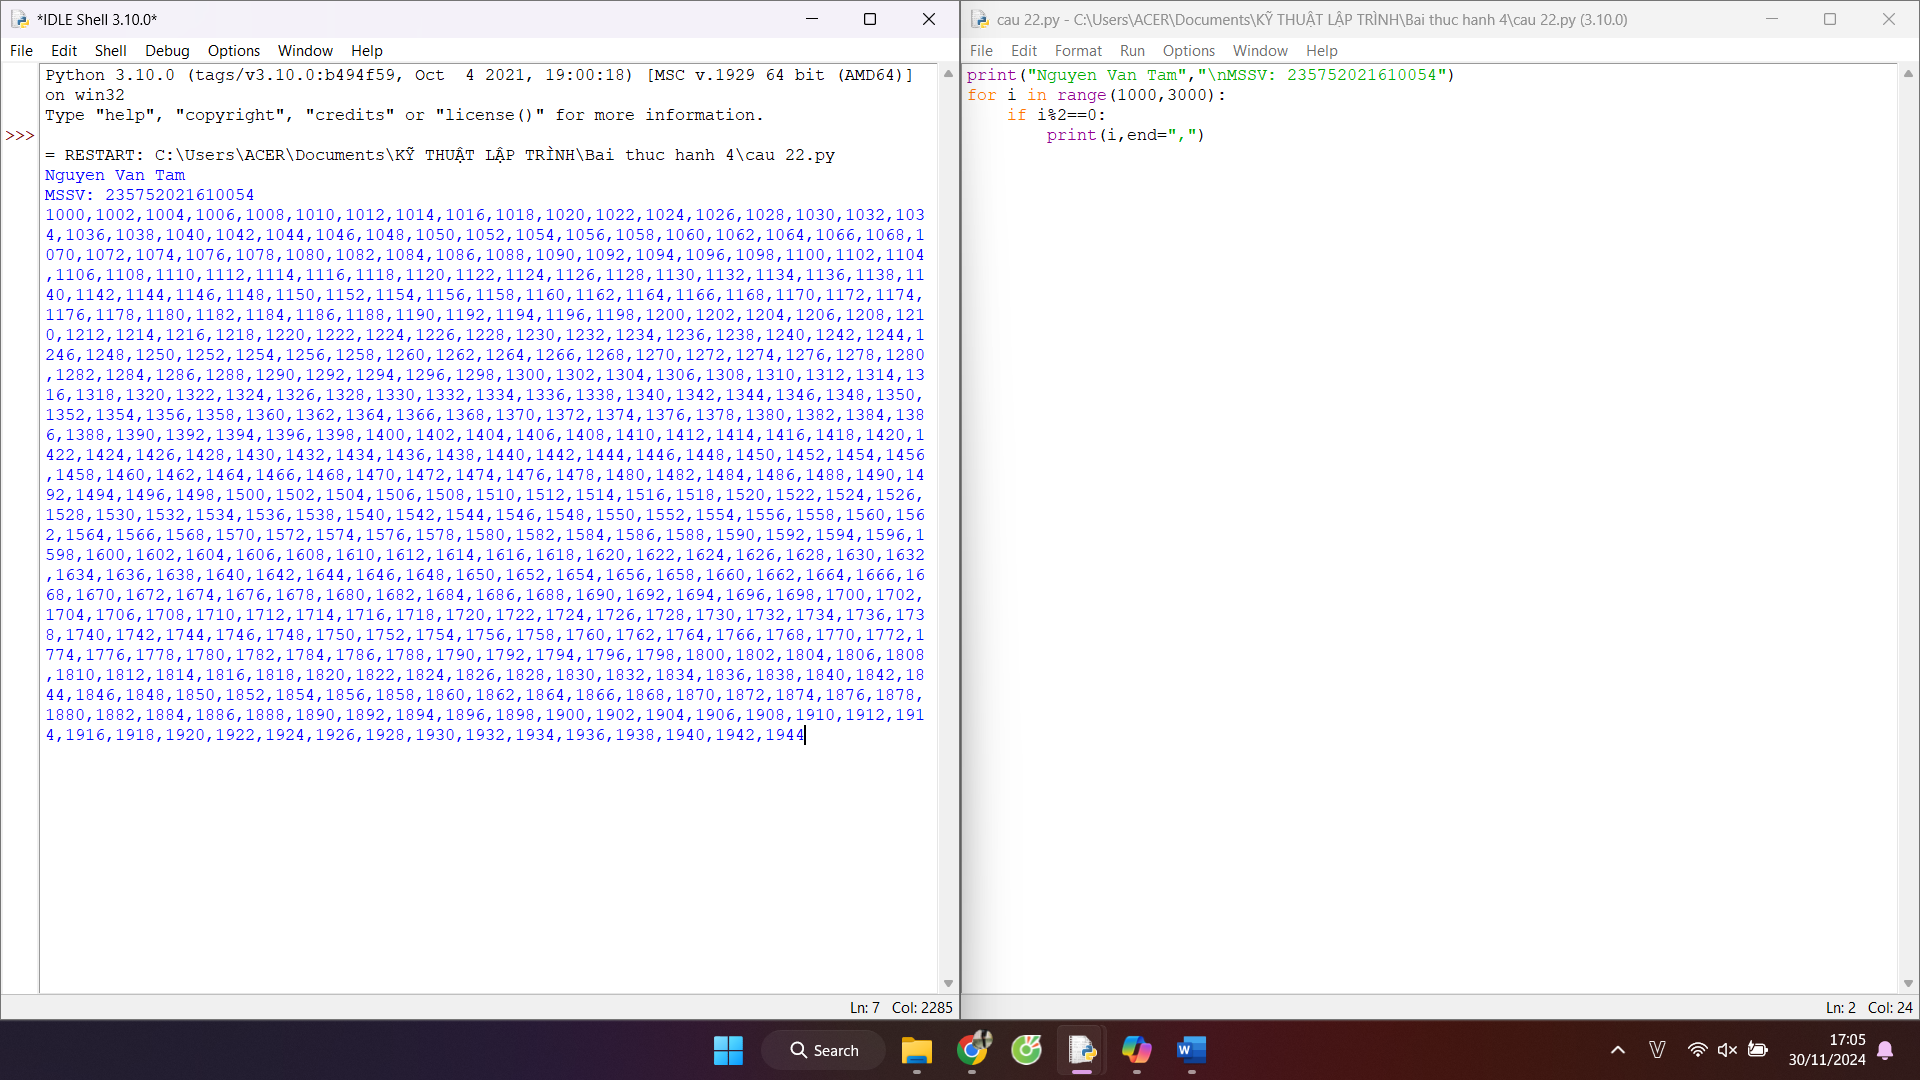 *IDLE Shell 3.10.0*
File Edit Shell Debug Options Window Help
Python 3.10.0 (tags/v3.10.0:b494f59, Oct  4 2021, 19:00:18) [MSC v.1929 64 bit (AMD64)]
on win32
Type "help", "copyright", "credits" or "license()" for more information.
>>>
= RESTART: C:\Users\ACER\Documents\KỸ THUẬT LẬP TRÌNH\Bai thuc hanh 4\cau 22.py
Nguyen Van Tam
MSSV: 235752021610054
1000,1002,1004,1006,1008,1010,1012,1014,1016,1018,1020,1022,1024,1026,1028,1030,1032,103
4,1036,1038,1040,1042,1044,1046,1048,1050,1052,1054,1056,1058,1060,1062,1064,1066,1068,1
070,1072,1074,1076,1078,1080,1082,1084,1086,1088,1090,1092,1094,1096,1098,1100,1102,1104
,1106,1108,1110,1112,1114,1116,1118,1120,1122,1124,1126,1128,1130,1132,1134,1136,1138,11
40,1142,1144,1146,1148,1150,1152,1154,1156,1158,1160,1162,1164,1166,1168,1170,1172,1174,
1176,1178,1180,1182,1184,1186,1188,1190,1192,1194,1196,1198,1200,1202,1204,1206,1208,121
0,1212,1214,1216,1218,1220,1222,1224,1226,1228,1230,1232,1234,1236,1238,1240,1242,1244,1
246,1248,1250,1252,1254,1256,1258,1260,1262,1264,1266,1268,1270,1272,1274,1276,1278,1280
,1282,1284,1286,1288,1290,1292,1294,1296,1298,1300,1302,1304,1306,1308,1310,1312,1314,13
16,1318,1320,1322,1324,1326,1328,1330,1332,1334,1336,1338,1340,1342,1344,1346,1348,1350,
1352,1354,1356,1358,1360,1362,1364,1366,1368,1370,1372,1374,1376,1378,1380,1382,1384,138
6,1388,1390,1392,1394,1396,1398,1400,1402,1404,1406,1408,1410,1412,1414,1416,1418,1420,1
422,1424,1426,1428,1430,1432,1434,1436,1438,1440,1442,1444,1446,1448,1450,1452,1454,1456
,1458,1460,1462,1464,1466,1468,1470,1472,1474,1476,1478,1480,1482,1484,1486,1488,1490,14
92,1494,1496,1498,1500,1502,1504,1506,1508,1510,1512,1514,1516,1518,1520,1522,1524,1526,
1528,1530,1532,1534,1536,1538,1540,1542,1544,1546,1548,1550,1552,1554,1556,1558,1560,156
2,1564,1566,1568,1570,1572,1574,1576,1578,1580,1582,1584,1586,1588,1590,1592,1594,1596,1
598,1600,1602,1604,1606,1608,1610,1612,1614,1616,1618,1620,1622,1624,1626,1628,1630,1632
,1634,1636,1638,1640,1642,1644,1646,1648,1650,1652,1654,1656,1658,1660,1662,1664,1666,16
68,1670,1672,1674,1676,1678,1680,1682,1684,1686,1688,1690,1692,1694,1696,1698,1700,1702,
1704,1706,1708,1710,1712,1714,1716,1718,1720,1722,1724,1726,1728,1730,1732,1734,1736,173
8,1740,1742,1744,1746,1748,1750,1752,1754,1756,1758,1760,1762,1764,1766,1768,1770,1772,1
774,1776,1778,1780,1782,1784,1786,1788,1790,1792,1794,1796,1798,1800,1802,1804,1806,1808
,1810,1812,1814,1816,1818,1820,1822,1824,1826,1828,1830,1832,1834,1836,1838,1840,1842,18
44,1846,1848,1850,1852,1854,1856,1858,1860,1862,1864,1866,1868,1870,1872,1874,1876,1878,
1880,1882,1884,1886,1888,1890,1892,1894,1896,1898,1900,1902,1904,1906,1908,1910,1912,191
4,1916,1918,1920,1922,1924,1926,1928,1930,1932,1934,1936,1938,1940,1942,1944
Ln: 7 Col: 2285
cau 22.py - C:\Users\ACER\Documents\KỸ THUẬT LẬP TRÌNH\Bai thuc hanh 4\cau 22.py (3.10.0)
File Edit Format Run Options Window Help
print("Nguyen Van Tam","\nMSSV: 235752021610054")
for i in range(1000,3000):
    if i%2==0:
        print(i,end=",")
Ln: 2 Col: 24
Search
17:05
30/11/2024